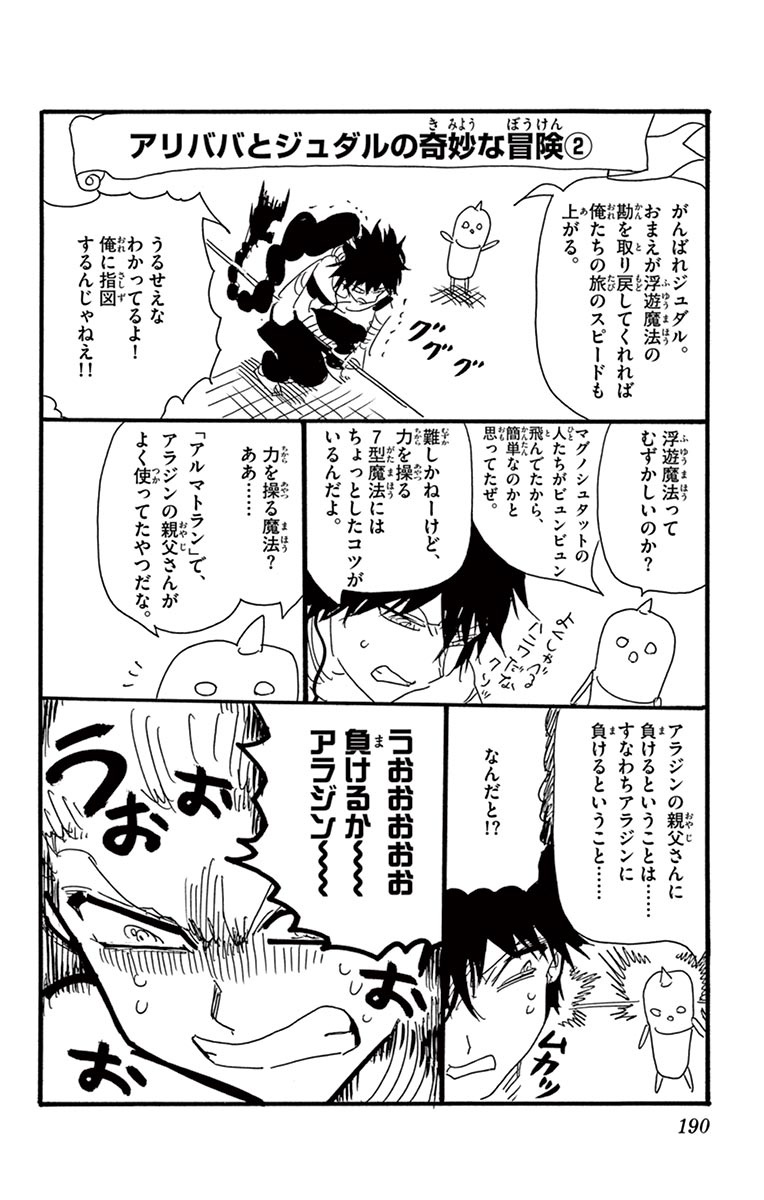 アリババとジュダルの奇妙な冒険②
がんばれジュダル。
おまえが浮遊魔法の
勘を取り戻してくれれば
俺たちの旅のスピードも
上がる。
グググ
うるせえな
わかってるよ!
俺に指図
するんじゃねえ!!
浮遊魔法って
むずかしいのか?
マグノシュタットの
人たちがビュンビュン
飛んでたから、
簡単なのかと
思ってたぜ。
難しかねーけど、
力を操る
7型魔法には
ちょっとしたコツが
いるんだよ。
よくしゃべる
ハニワだな
力を操る魔法?
ああ……
「アルマトラン」で、
アラジンの親父さんが
よく使ってたやつだな。
アラジンの親父さんに
負けるということは……
すなわちアラジンに
負けるということ……
なんだと!?
ムカッ
うおおおおお
負けるか〜〜
アラジン〜〜
うおお
お
お
190